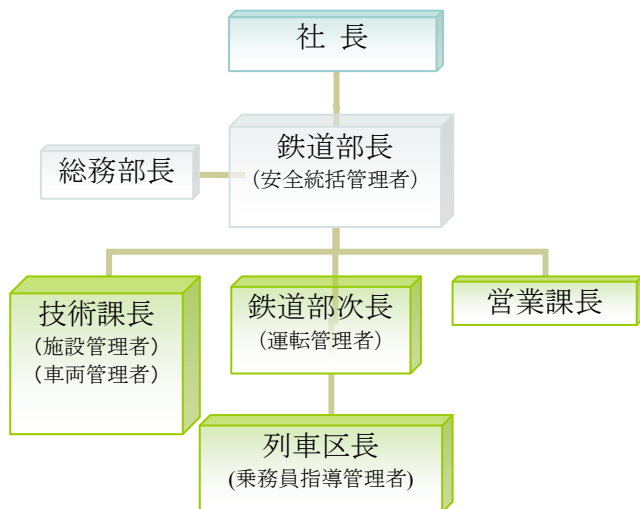 社 長
鉄道部長
（安全統括管理者）
総務部長
技術課長
（施設管理者）
（車両管理者）
鉄道部次長
（運転管理者）
営業課長
列車区長
(乗務員指導管理者)